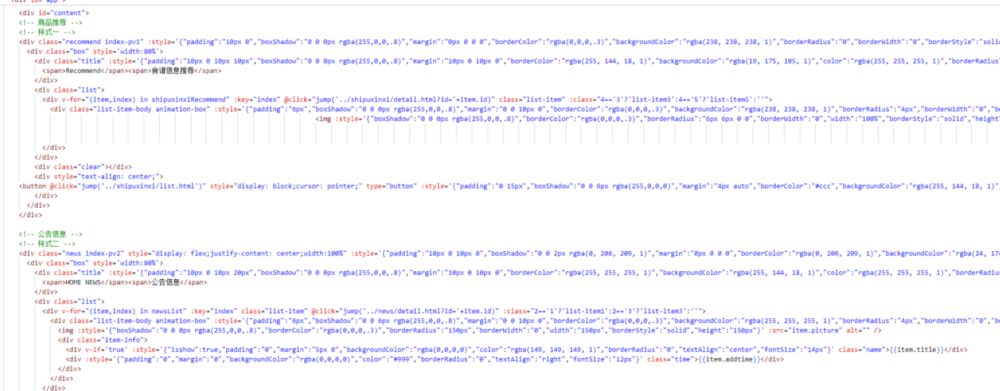 <div id="content">
<!-- 商品推荐 -->
<!-- 样式一 -->
<div class="recommend index-pv1" :style='{"padding":"10px 0","boxShadow":"0 0 0px rgba(255,0,0,.8)","margin":"0px 0 0 0","borderColor":"rgba(0,0,0,.3)","backgroundColor":"rgba(238, 238, 238, 1)","borderRadius":"0","borderWidth":"0","borderStyle":"soli
<div class="box" style='width:80%'>
<div class="title" :style='{"padding":"10px 0 10px 10px","boxShadow":"0 0 0px rgba(255,0,0,.8)","margin":"10px 0 10px 0","borderColor":"rgba(255, 144, 18, 1)","backgroundColor":"rgba(19, 175, 105, 1)","color":"rgba(255, 255, 255, 1)","borderRadius"
<span>Recommend</span><span>食谱信息推荐</span>
</div>
<div class="list">
<div v-for="(item,index) in shipuxinxiRecommend" :key="index" @click="jump('../shipuxinxi/detail.html?id='+item.id)" class="list-item" :class="4=='3'?'list-item3':4=='5'?'list-item5':''">
<div class="list-item-body animation-box" :style='{"padding":"6px","boxShadow":"0 0 0px rgba(255,0,0,.8)","margin":"0 0 10px 0","borderColor":"rgba(0,0,0,.3)","backgroundColor":"rgba(238, 238, 238, 1)","borderRadius":"4px","borderWidth":"0","bo
<img :style='{"boxShadow":"0 0 0px rgba(255,0,0,.8)","borderColor":"rgba(0,0,0,.3)","borderRadius":"6px 6px 0 0","borderWidth":"0","width":"100%","borderStyle":"solid","height"
</div>
</div>
<div class="clear"></div>
<div style="text-align: center;">
<button @click="jump('../shipuxinxi/list.html')" style="display: block;cursor: pointer;" type="button" :style='{"padding":"0 15px","boxShadow":"0 0 6px rgba(255,0,0,0)","margin":"4px auto","borderColor":"#ccc","backgroundColor":"rgba(255, 144, 18, 1)"
</div>
</div>
</div>
<!-- 公告信息 -->
<!-- 样式二 -->
<div class="news index-pv2" style="display: flex;justify-content: center;width:100%" :style='{"padding":"10px 0 10px 0","boxShadow":"0 0 2px rgba(0, 206, 209, 1)","margin":"0px 0 0 0","borderColor":"rgba(0, 206, 209, 1)","backgroundColor":"rgba(24, 174
<div class="box" style='width:80%'>
<div class="title" :style='{"padding":"10px 0 10px 20px","boxShadow":"0 0 0px rgba(255,0,0,.8)","margin":"10px 0 10px 0","borderColor":"rgba(255, 255, 255, 1)","backgroundColor":"rgba(255, 144, 18, 1)","color":"rgba(255, 255, 255, 1)","borderRadius
<span>HOME NEWS</span><span>公告信息</span>
</div>
<div class="list">
<div v-for="(item,index) in newsList" :key="index" class="list-item" @click="jump('../news/detail.html?id='+item.id)" :class="2=='1'?'list-item1':2=='3'?'list-item3':''">
<div class="list-item-body animation-box" :style='{"padding":"6px","boxShadow":"0 0 6px rgba(255,0,0,.8)","margin":"0 0 10px 0","borderColor":"rgba(0,0,0,.3)","backgroundColor":"rgba(255, 255, 255, 1)","borderRadius":"4px","borderWidth":"0","bo
<img :style='{"boxShadow":"0 0 0px rgba(255,0,0,.8)","borderColor":"rgba(0,0,0,.3)","borderRadius":"150px","borderWidth":"0","width":"150px","borderStyle":"solid","height":"150px"}' :src="item.picture" alt="" />
<div class="item-info">
<div v-if='true' :style='{"isshow":true,"padding":"0","margin":"5px 0","backgroundColor":"rgba(0,0,0,0)","color":"rgba(149, 149, 149, 1)","borderRadius":"0","textAlign":"center","fontSize":"14px"}' class="name">{{item.title}}</div>
<div :style='{"padding":"0","margin":"0","backgroundColor":"rgba(0,0,0,0)","color":"#999","borderRadius":"0","textAlign":"right","fontSize":"12px"}' class="time">{{item.addtime}}</div>
</div>
</div>
</div>